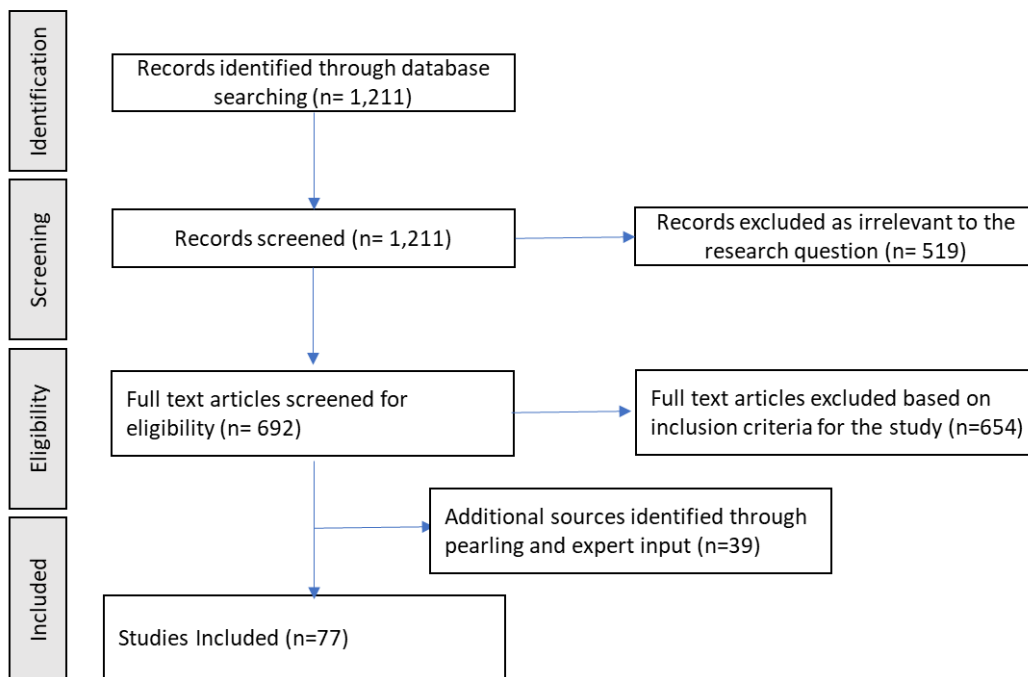 Identification
Records identified through database
searching (n= 1,211)
Screening
Records screened (n= 1,211)
Records excluded as irrelevant to the
research question (n= 519)
Eligibility
Full text articles screened for
eligibility (n= 692)
Full text articles excluded based on
inclusion criteria for the study (n=654)
Included
Additional sources identified through
pearling and expert input (n=39)
Studies Included (n=77)